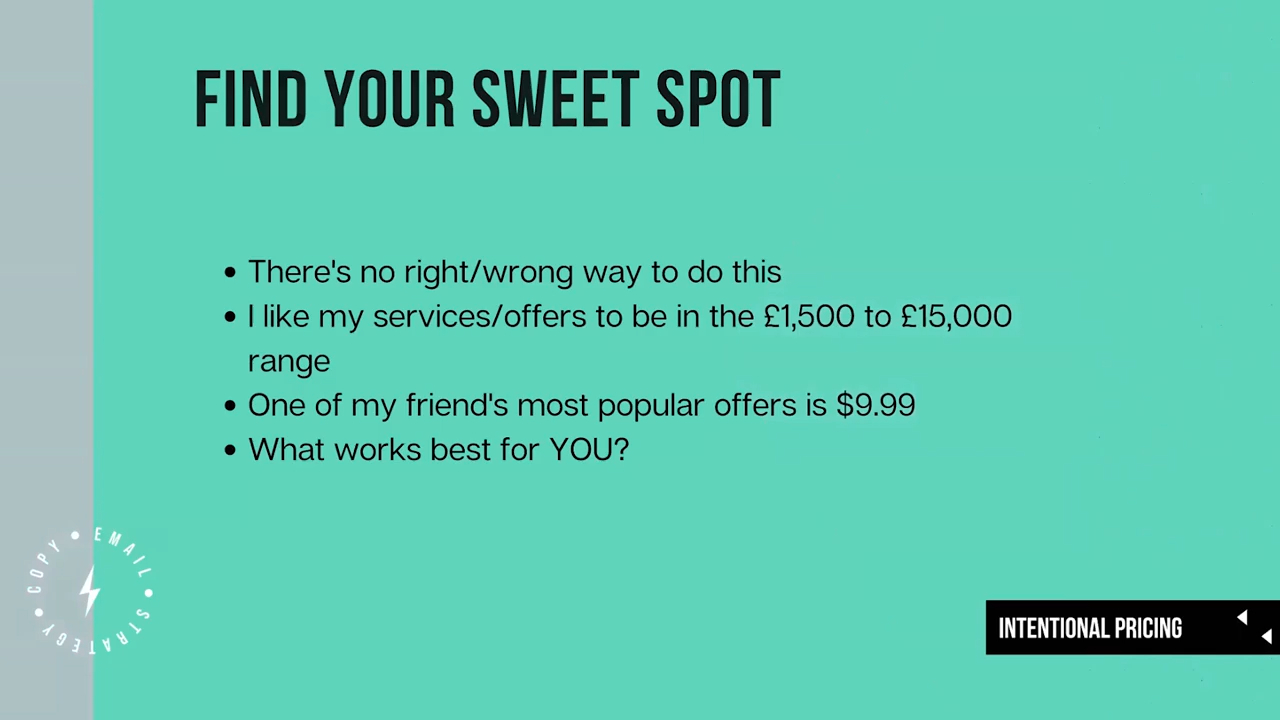 FIND YOUR SWEET SPOT
• There's no right/wrong way to do this
• I like my services/offers to be in the £1,500 to £15,000
range
• One of my friend's most popular offers is $9.99
• What works best for YOU?
COPY • EMAIL • STRATEGY •
INTENTIONAL PRICING